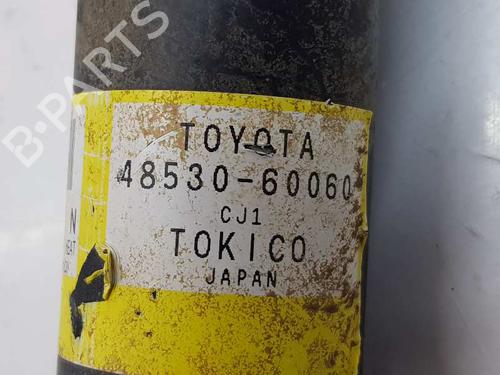 B-PARTS
TOYOTA
48530-60060
CJ1
TOKICO
JAPAN
N